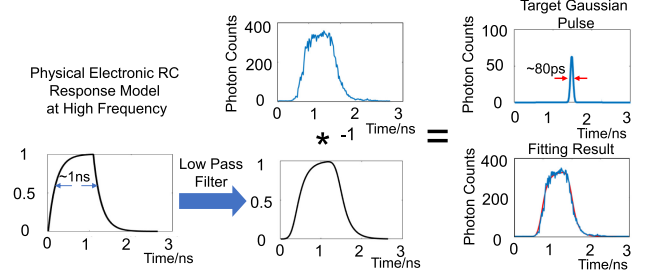 Physical Electronic RC
Response Model
at High Frequency
1
0.5
0
~1ns
0 1 2 3
Time/ns
Low Pass
Filter
Photon Counts
400
200
0
0 1 2 3
Time/ns
* -1
1
0.5
0
0 1 2 3
Time/ns
=
Target Gaussian
Pulse
Photon Counts
100
50
0
~80ps
0 1 2 3
Time/ns
Fitting Result
Photon Counts
400
200
0
0 1 2 3
Time/ns